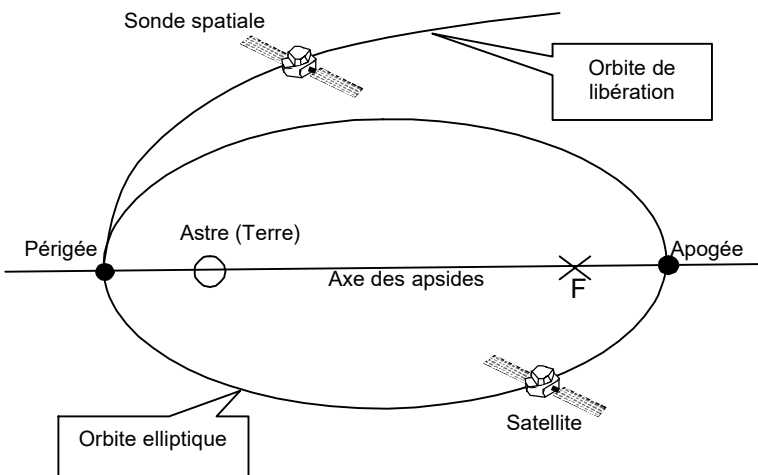 Sonde spatiale
Orbite de
libération
Périgée
Astre (Terre)
Apogée
Axe des apsides
F
Satellite
Orbite elliptique